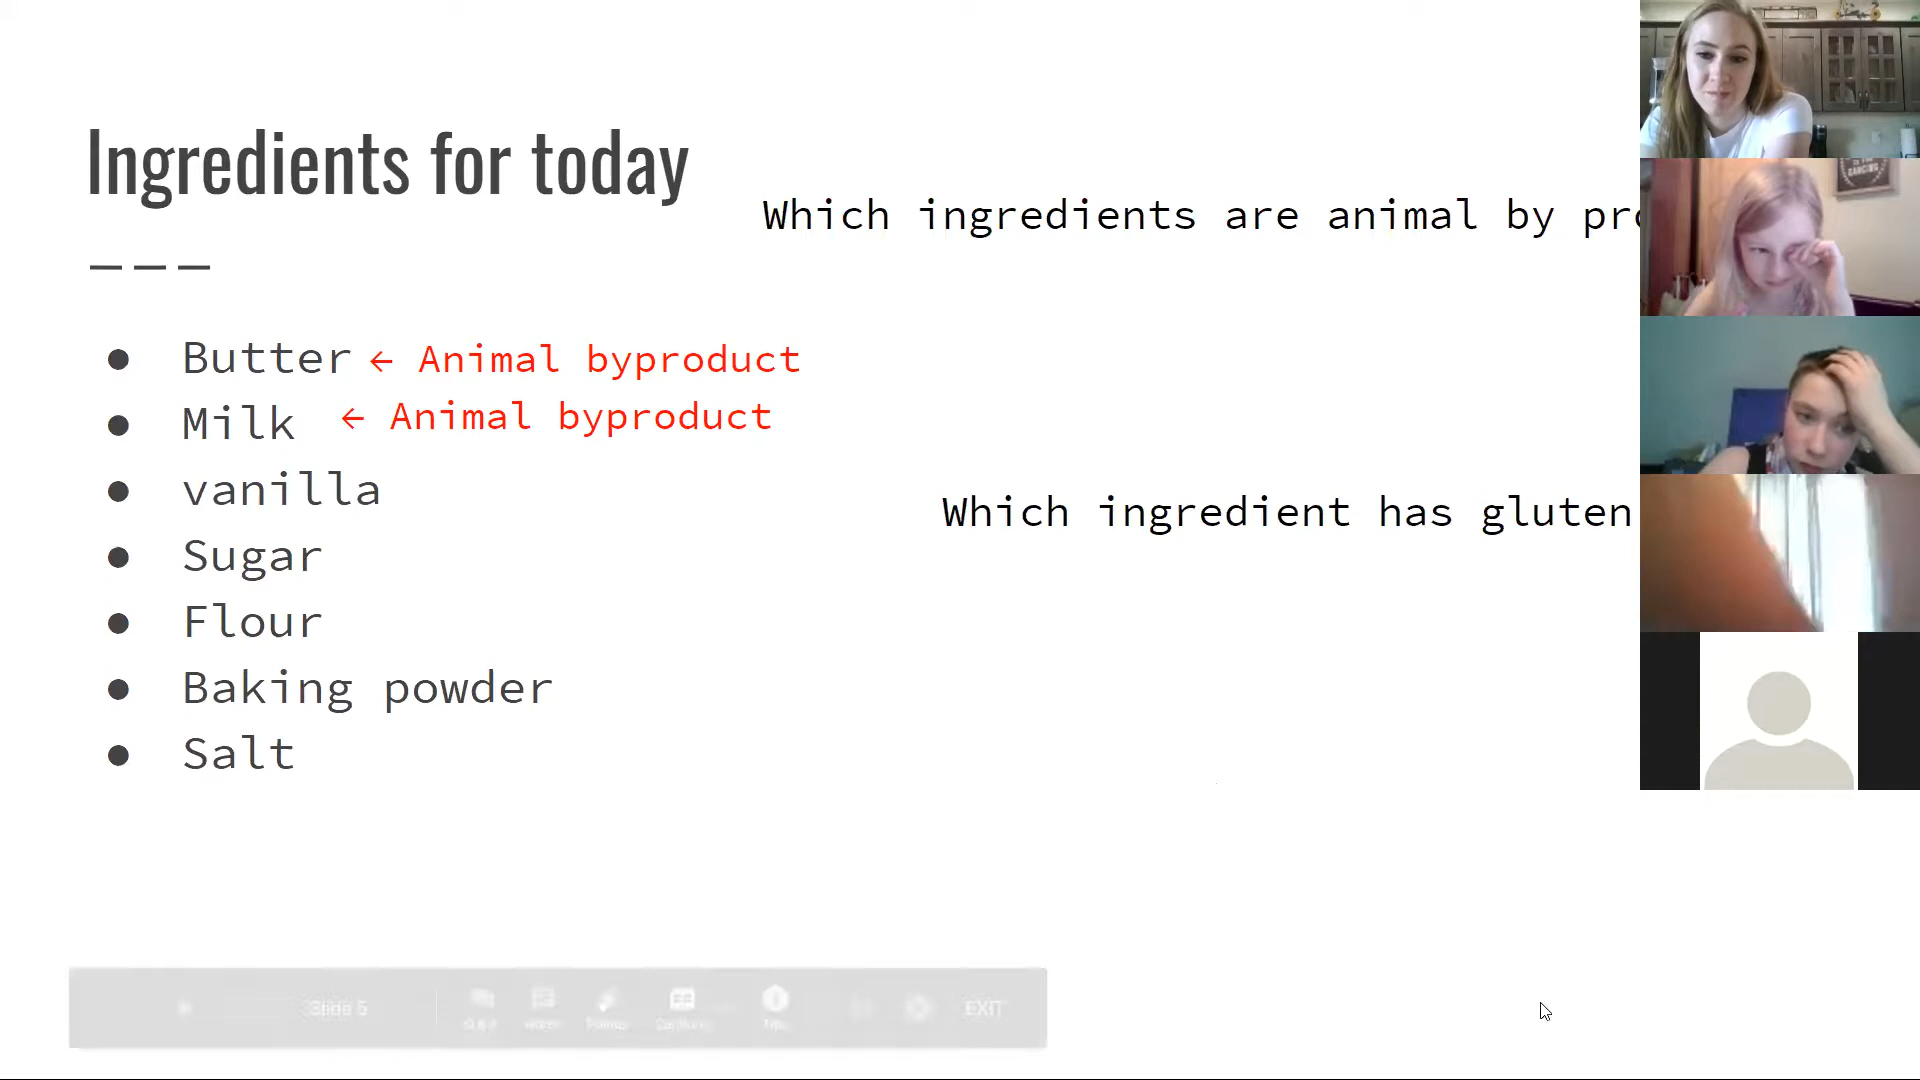 Ingredients for today
Which ingredients are animal by
Butter ← Animal byproduct
Milk ← Animal byproduct
vanilla
Which ingredient has gluten
Sugar
Flour
Baking powder
Salt
Slide 5
EXIT
DANCING